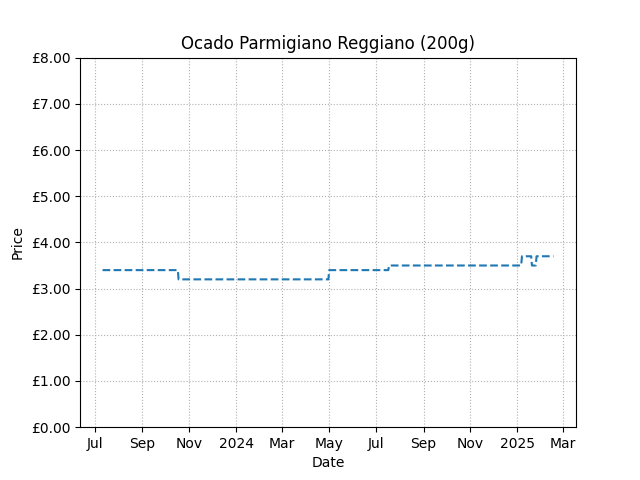 Ocado Parmigiano Reggiano (200g)
£8.00
£7.00
£6.00
£5.00
£4.00
£3.00
£2.00
£1.00
£0.00
Price
Jul Sep Nov 2024 Mar May Jul Sep Nov 2025 Mar
Date